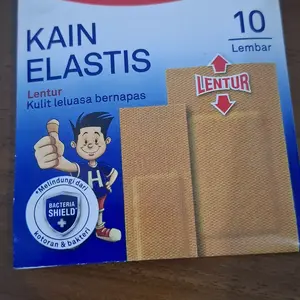 KAIN
ELASTIS
10
Lembar
Lentur
Kulit leluasa bernapas
LENTUR
H
*Melindungi dari
BACTERIA
SHIELD*
kotoran & bakteri